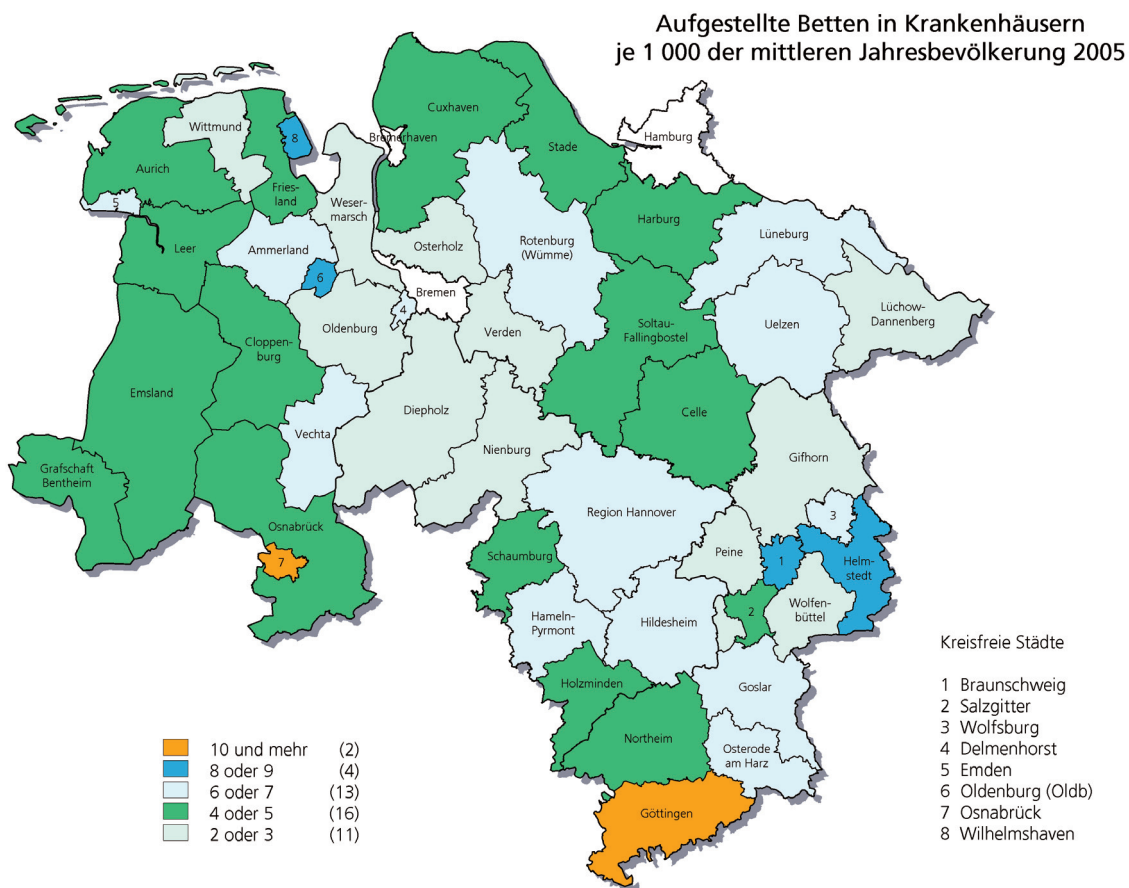 Aufgestellte Betten in Krankenhäusern
je 1 000 der mittleren Jahresbevölkerung 2005
Cuxhaven
Hamburg
Bremerhaven
Wittmund
8
Stade
Aurich
Fries-
land
5
Weser-
marsch
Harburg
Leer
Ammerland
Osterholz
Rotenburg
(Wümme)
Lüneburg
6
Bremen
4
Oldenburg
Verden
Soltau-
Fallingbostel
Uelzen
Lüchow-
Dannenberg
Cloppen-
burg
Emsland
Diepholz
Celle
Vechta
Nienburg
Gifhorn
Grafschaft
Bentheim
Osnabrück
Region Hannover
3
7
Schaumburg
Peine
1
Helm-
stedt
Hameln-
Pyrmont
Hildesheim
2
Wolfen-
büttel
Holzminden
Goslar
Northeim
Osterode
am Harz
Göttingen
10 und mehr (2)
8 oder 9 (4)
6 oder 7 (13)
4 oder 5 (16)
2 oder 3 (11)
Kreisfreie Städte
1 Braunschweig
2 Salzgitter
3 Wolfsburg
4 Delmenhorst
5 Emden
6 Oldenburg (Oldb)
7 Osnabrück
8 Wilhelmshaven